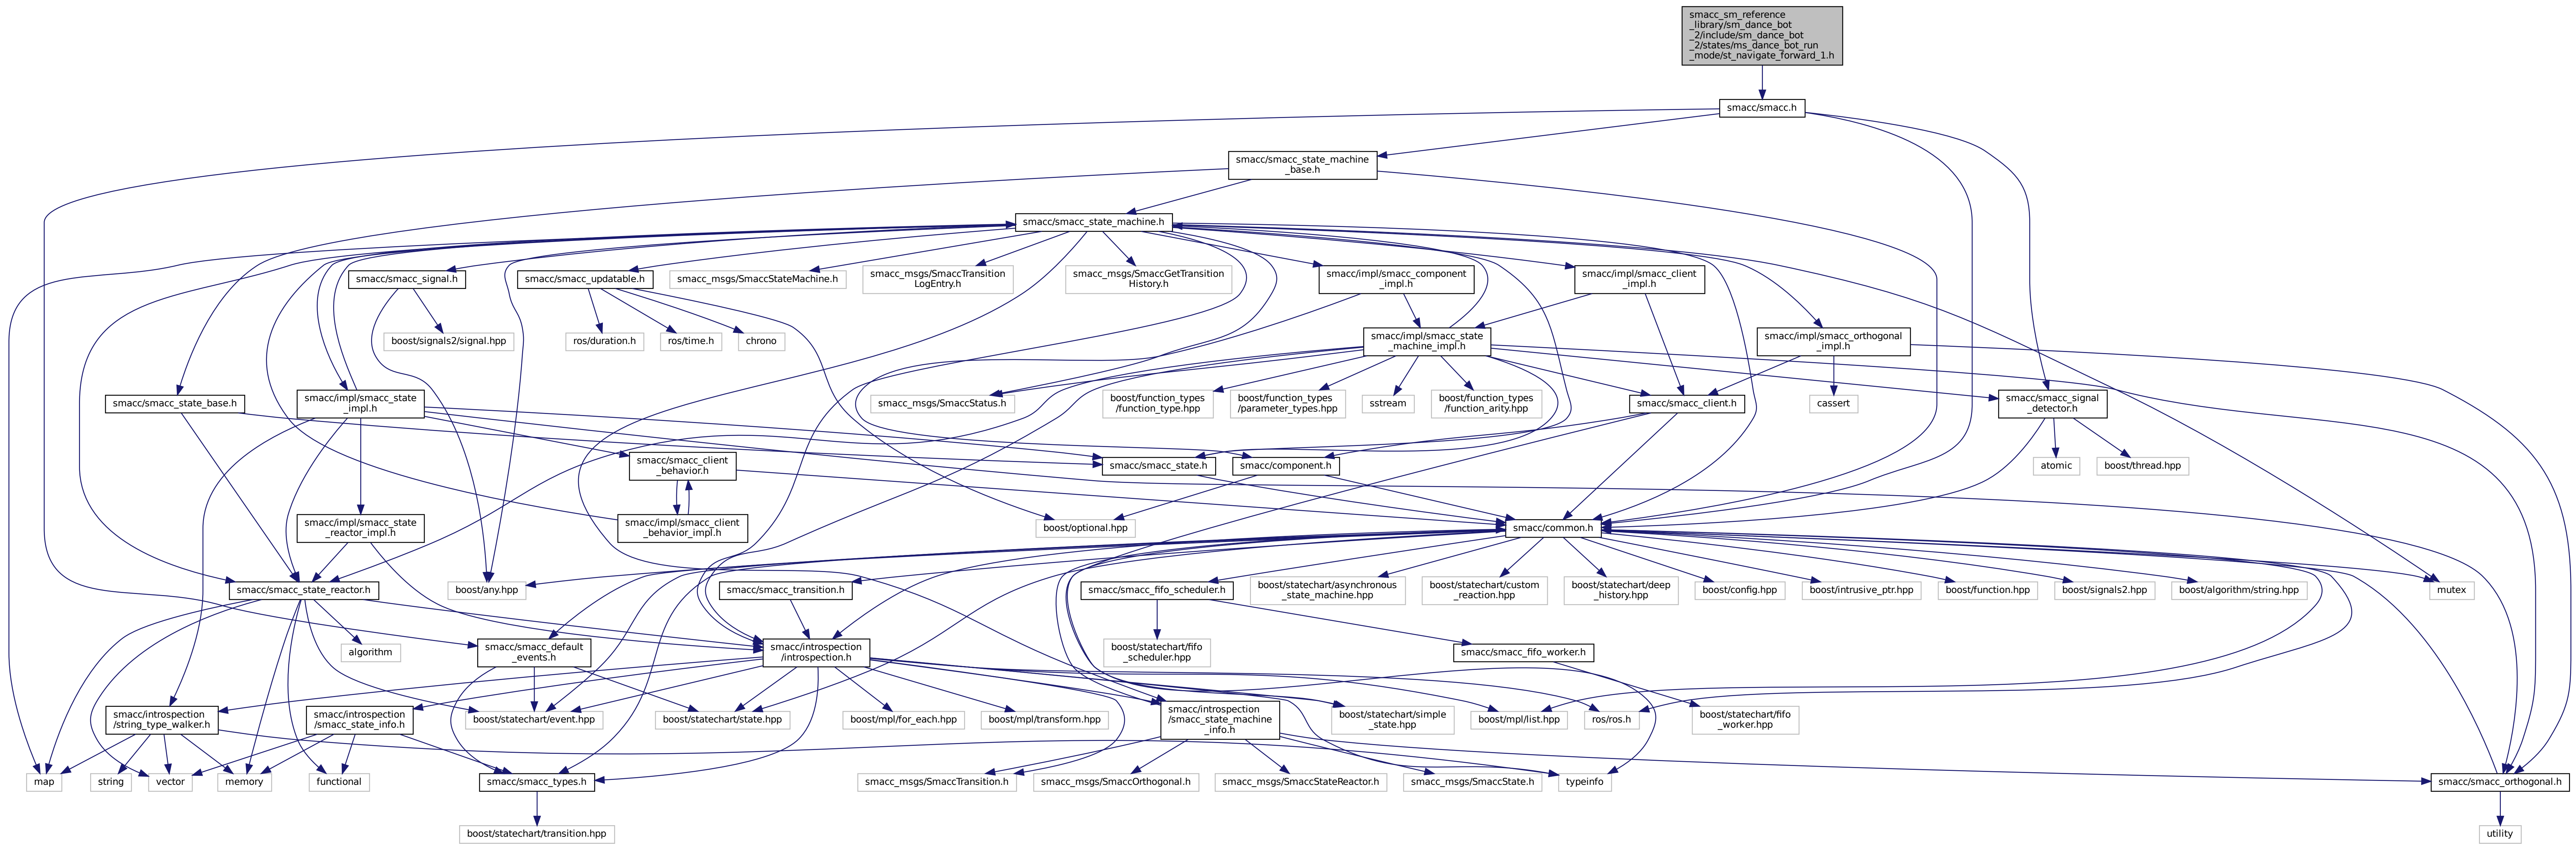 smacc_sm_reference
_library/sm_dance_bot
_2/include/sm_dance_bot
_2/states/ms_dance_bot_run
_mode/st_navigate_forward_1.h
smacc/smacc.h
smacc/smacc_state_machine
_base.h
smacc/smacc_state_machine.h
smacc/smacc_signal.h
smacc/smacc_updatable.h
smacc_msgs/SmaccStateMachine.h
smacc_msgs/SmaccTransition
LogEntry.h
smacc_msgs/SmaccGetTransition
History.h
smacc/impl/smacc_component
_impl.h
smacc/impl/smacc_client
_impl.h
boost/signals2/signal.hpp
ros/duration.h
ros/time.h
chrono
smacc/impl/smacc_state
_machine_impl.h
smacc/impl/smacc_orthogonal
_impl.h
smacc/smacc_state_base.h
smacc/impl/smacc_state
_impl.h
smacc_msgs/SmaccStatus.h
boost/function_types
/function_type.hpp
boost/function_types
/parameter_types.hpp
sstream
boost/function_types
/function_arity.hpp
smacc/smacc_client.h
cassert
smacc/smacc_signal
_detector.h
smacc/smacc_client
_behavior.h
smacc/smacc_state.h
smacc/component.h
atomic
boost/thread.hpp
smacc/impl/smacc_state
_reactor_impl.h
smacc/impl/smacc_client
_behavior_impl.h
boost/optional.hpp
smacc/common.h
smacc/smacc_state_reactor.h
boost/any.hpp
smacc/smacc_transition.h
smacc/smacc_fifo_scheduler.h
boost/statechart/asynchronous
_state_machine.hpp
boost/statechart/custom
_reaction.hpp
boost/statechart/deep
_history.hpp
boost/config.hpp
boost/intrusive_ptr.hpp
boost/function.hpp
boost/signals2.hpp
boost/algorithm/string.hpp
mutex
algorithm
smacc/smacc_default
_events.h
smacc/introspection
/introspection.h
boost/statechart/fifo
_scheduler.hpp
smacc/smacc_fifo_worker.h
smacc/introspection
/string_type_walker.h
smacc/introspection
/smacc_state_info.h
boost/statechart/event.hpp
boost/statechart/state.hpp
boost/mpl/for_each.hpp
boost/mpl/transform.hpp
smacc/introspection
/smacc_state_machine
_info.h
boost/statechart/simple
_state.hpp
boost/mpl/list.hpp
ros/ros.h
boost/statechart/fifo
_worker.hpp
map
string
vector
memory
functional
smacc/smacc_types.h
smacc_msgs/SmaccTransition.h
smacc_msgs/SmaccOrthogonal.h
smacc_msgs/SmaccStateReactor.h
smacc_msgs/SmaccState.h
typeinfo
smacc/smacc_orthogonal.h
boost/statechart/transition.hpp
utility